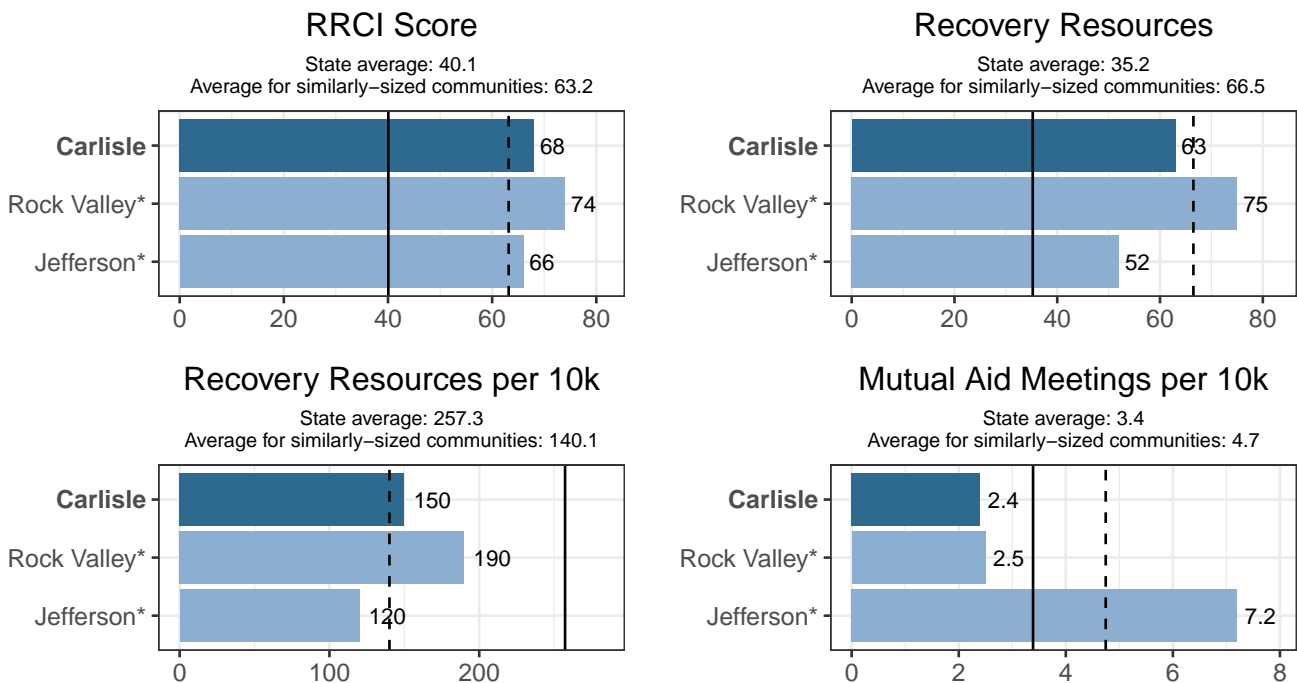 RRCI Score
State average: 40.1
Average for similarly−sized communities: 63.2
Carlisle
68
Rock Valley*
74
Jefferson*
66
0 20 40 60 80
Recovery Resources
State average: 35.2
Average for similarly−sized communities: 66.5
Carlisle
63
Rock Valley*
75
Jefferson*
52
0 20 40 60 80
Recovery Resources per 10k
State average: 257.3
Average for similarly−sized communities: 140.1
Carlisle
150
Rock Valley*
190
Jefferson*
120
0 100 200
Mutual Aid Meetings per 10k
State average: 3.4
Average for similarly−sized communities: 4.7
Carlisle
2.4
Rock Valley*
2.5
Jefferson*
7.2
0 2 4 6 8